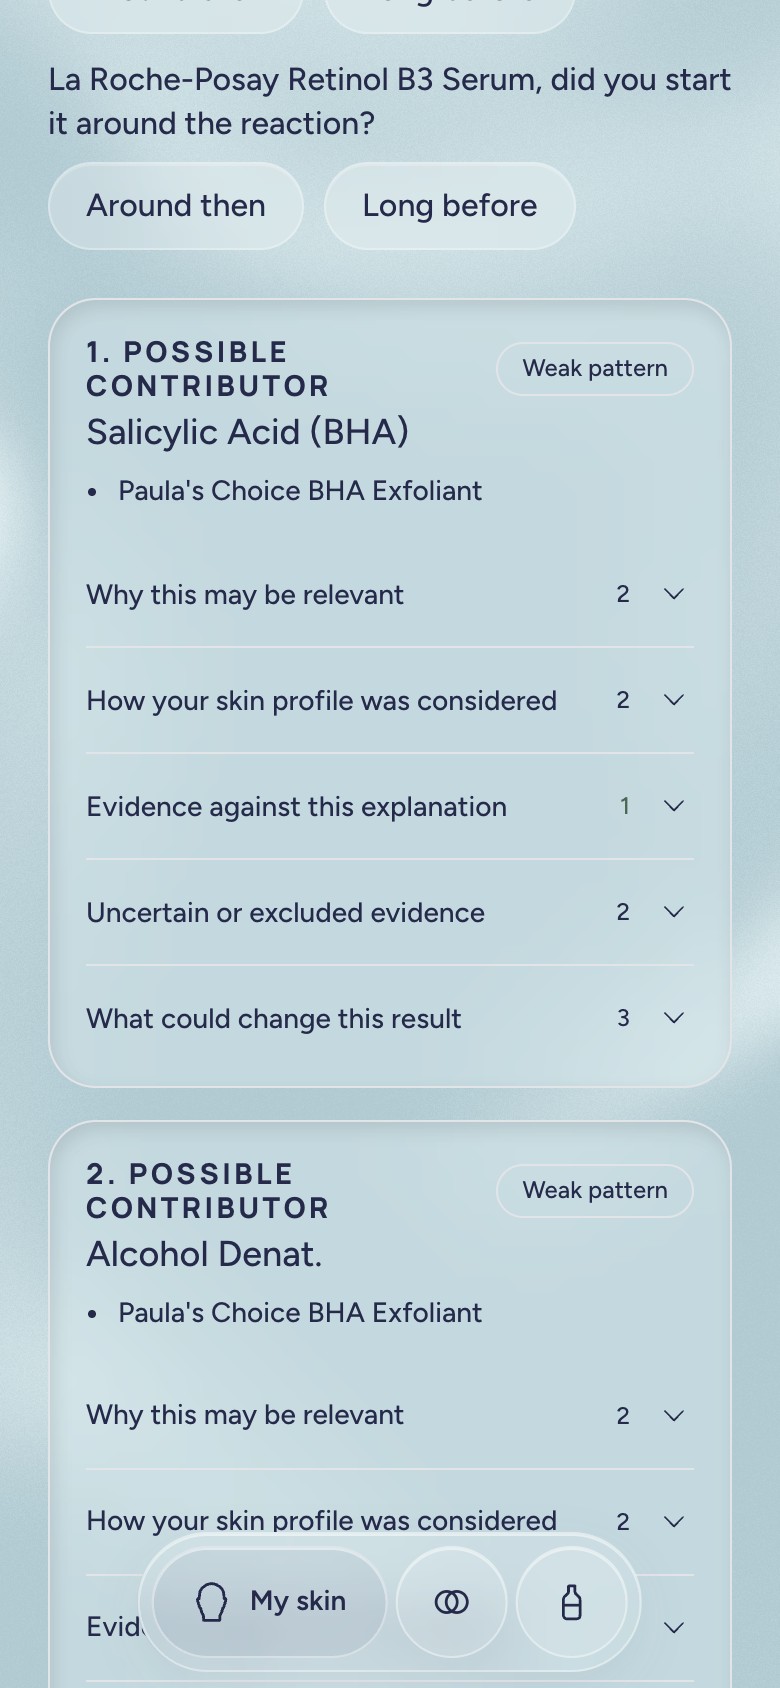 La Roche-Posay Retinol B3 Serum, did you start
it around the reaction?
Around then
Long before
1. POSSIBLE
CONTRIBUTOR
Weak pattern
Salicylic Acid (BHA)
• Paula's Choice BHA Exfoliant
Why this may be relevant 2
How your skin profile was considered 2
Evidence against this explanation 1
Uncertain or excluded evidence 2
What could change this result 3
2. POSSIBLE
CONTRIBUTOR
Weak pattern
Alcohol Denat.
• Paula's Choice BHA Exfoliant
Why this may be relevant 2
How your skin profile was considered 2
My skin